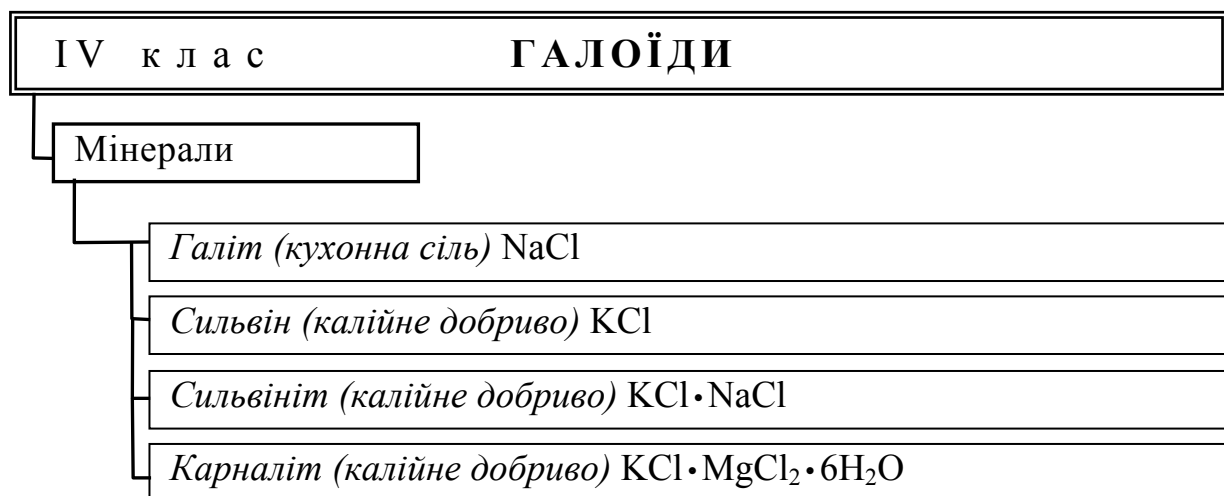 IV клас ГАЛОЇДИ
Мінерали
Галіт (кухонна сіль) NaCl
Сильвін (калійне добриво) KCl
Сильвініт (калійне добриво) KCl•NaCl
Карналіт (калійне добриво) KCl•MgCl₂•6H₂O